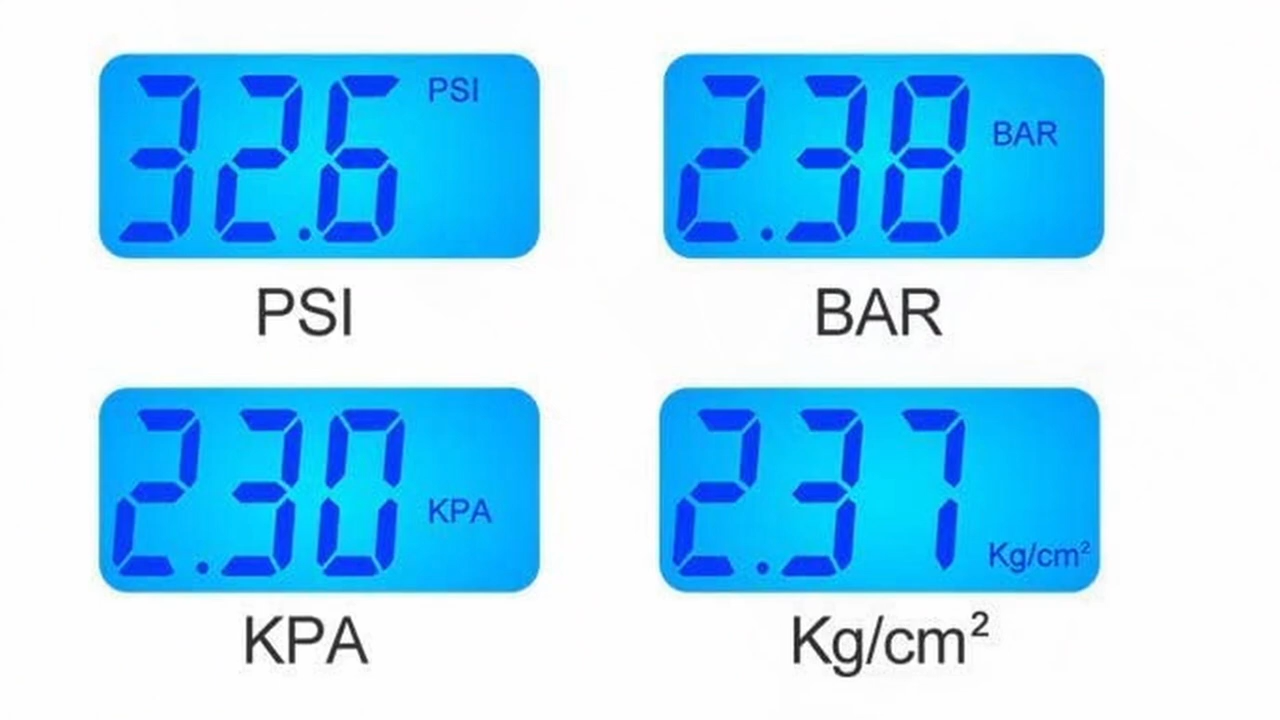 32.6 PSI
PSI
2.38 BAR
BAR
2.30 KPA
KPA
2.37 Kg/cm²
Kg/cm²